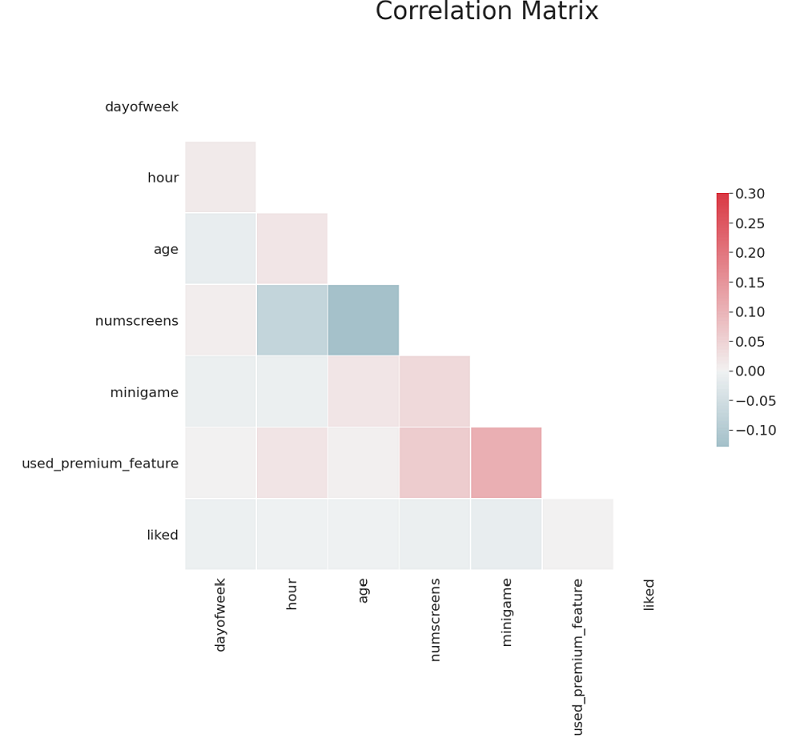 Correlation Matrix
dayofweek
hour
age
numscreens
minigame
used_premium_feature
liked
dayofweek
hour
age
numscreens
minigame
used_premium_feature
liked
0.30
0.25
0.20
0.15
0.10
0.05
0.00
−0.05
−0.10